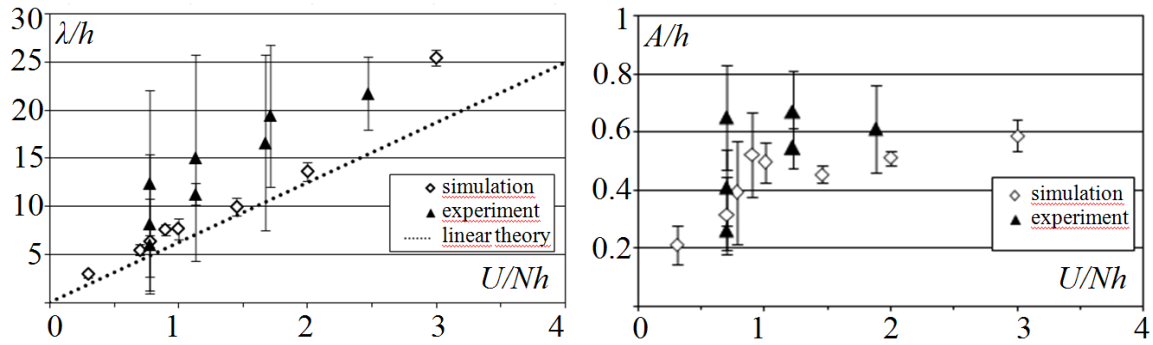 λ/h
30
25
20
15
10
5
simulation
experiment
linear theory
U/Nh
0 1 2 3 4
A/h
1
0.8
0.6
0.4
0.2
simulation
experiment
U/Nh
0 1 2 3 4